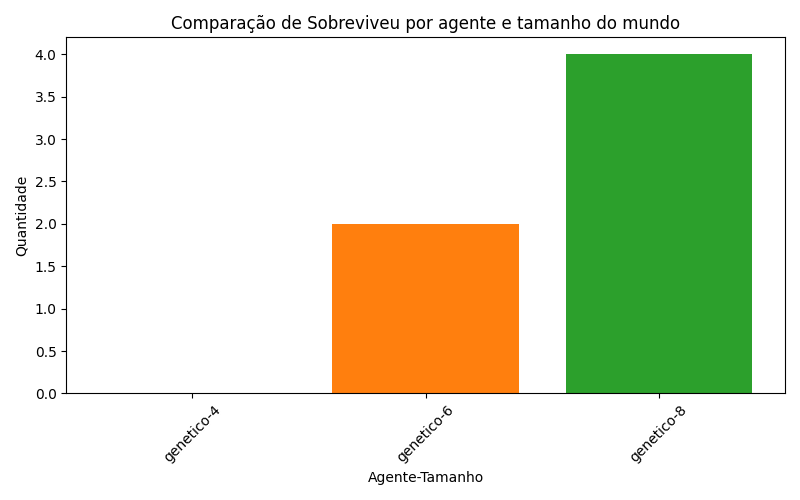 Comparação de Sobreviveu por agente e tamanho do mundo
4.0
3.5
3.0
2.5
2.0
1.5
1.0
0.5
0.0
Quantidade
genetico-4
genetico-6
genetico-8
Agente-Tamanho